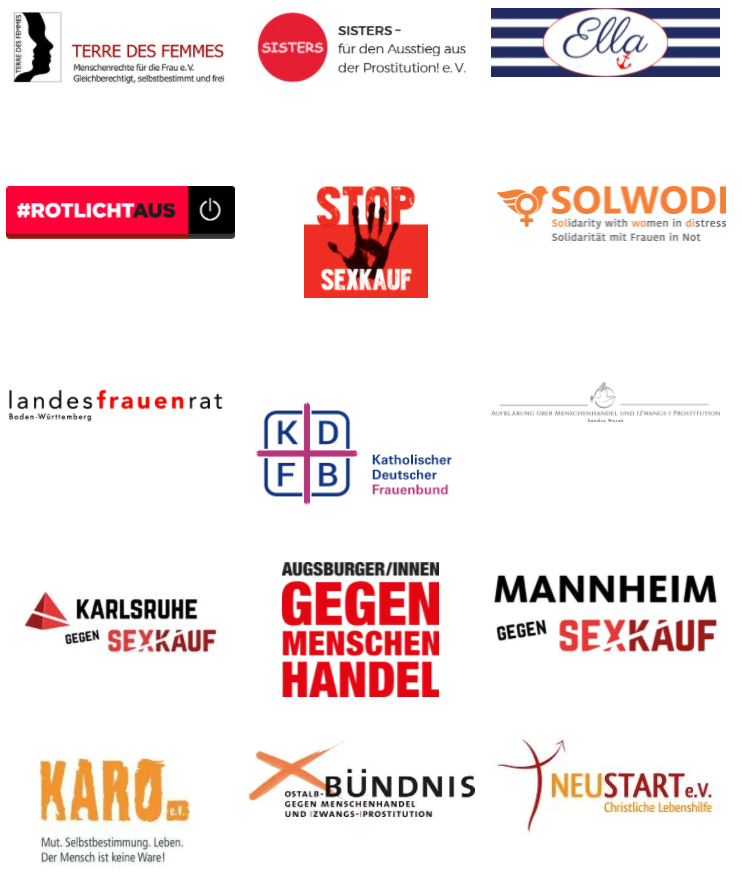 TERRE DES FEMMES
TERRE DES FEMMES
Menschenrechte für die Frau e.V.
Gleichberechtigt, selbstbestimmt und frei
SISTERS
SISTERS –
für den Ausstieg aus
der Prostitution! e. V.
Ella
#ROTLICHTAUS
STOP
SEXKAUF
SOLWODI
Solidarity with women in distress
Solidarität mit Frauen in Not
landesfrauenrat
Baden-Württemberg
K D
F B
Katholischer
Deutscher
Frauenbund
Aufklärung über Menschenhandel und (Zwangs-) Prostitution
Sandra Norak
KARLSRUHE
GEGEN SEXKAUF
AUGSBURGER/INNEN
GEGEN
MENSCHEN
HANDEL
MANNHEIM
GEGEN SEXKAUF
KARO e.V.
Mut. Selbstbestimmung. Leben.
Der Mensch ist keine Ware!
OSTALB-BÜNDNIS
GEGEN MENSCHENHANDEL
UND (ZWANGS-)PROSTITUTION
NEUSTART e.V.
Christliche Lebenshilfe